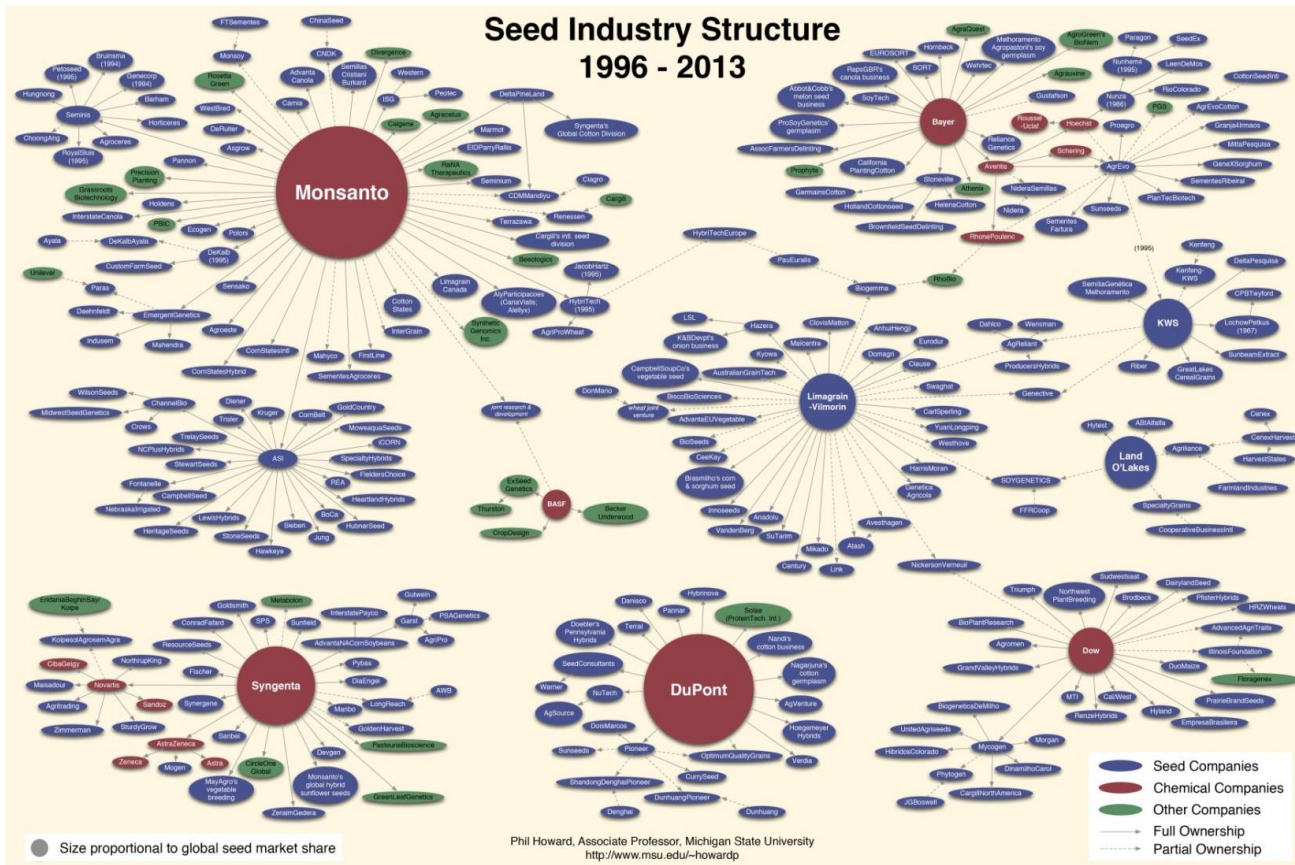 Seed Industry Structure
1996 - 2013
FTSementes
ChinaSeed
Monsoy
CNDK
Divergence
Bruinsma
(1994)
Petoseed
(1995)
Genecorp
(1994)
Rosetta
Green
Advanta
Canola
Semillas
Cristiani
Burkard
Western
ISG
Peotec
DeltaPineLand
Hungnong
Barham
Carnia
Calgene
Agracetus
Syngenta's
Global Cotton Division
Seminis
Horticeres
WestBred
Marmot
ChoongAng
Agroceres
DeRuiter
EIDParryRallis
RoyalSluis
(1995)
Asgrow
Pannon
Monsanto
ReNA
Therapeutics
Precision
Planting
Seminium
Ciagro
Grassroots
Biotechnology
Holdens
CDMMandiyu
Cargill
InterstateCanola
PBIC
Renessen
Ecogen
Terrazawa
Polors
Cargill's intl. seed
division
Ayala
DeKalbAyala
DeKalb
(1995)
Beeologics
CustomFarmSeed
JacobHartz
(1995)
Unilever
Sensako
Limagrain
Canada
Paras
AlyParticipacoes
(CanaVialis,
Alellyx)
HybriTech
(1995)
Cotton
States
Daehnfeldt
EmergentGenetics
Synthetic
Genomics
Inc.
AgriProWheat
InterGrain
Indusem
Mahendra
Agroeste
CornStatesIntl
FirstLine
Mahyco
CornStatesHybrid
SementesAgroceres
WilsonSeeds
ChannelBio
Diener
Kruger
GoldCountry
MidwestSeedGenetics
Crows
Trisler
CornBelt
MoweaquaSeeds
TrelaySeeds
iCORN
NCPlusHybrids
ASI
SpecialtyHybrids
StewartSeeds
FieldersChoice
Fontanelle
REA
CampbellSeed
HeartlandHybrids
NebraskaIrrigated
LewisHybrids
BoCa
HeritageSeeds
Sieben
HubnerSeed
StoneSeeds
Jung
Hawkeye
joint research &
development
ExSeed
Genetics
BASF
Thurston
Becker
Underwood
CropDesign
AgraQuest
AgroGreen's
BioNem
Paragon
SeedEx
EUROSORT
Hornbeck
Melhoramento
Agropastoril's soy
germplasm
Nunhems
(1995)
LeenDeMos
RapsGBR's
canola business
SORT
Wehrtec
Agrauxine
CottonSeedIntl
Abbot&Cobb's
melon seed
business
SoyTech
Gustafson
Nunza
(1986)
RioColorado
PGS
AgrEvoCotton
ProSoyGenetics'
germplasm
Bayer
Roussel
-Uclaf
Hoechst
Proagro
GranjaIrmaos
AssocFarmersDelinting
Reliance
Genetics
Schering
MitlaPesquisa
California
PlantingCotton
Aventis
AgrEvo
GeneXSorghum
Prophyta
Stoneville
Athenix
NideraSemillas
SementesRibeiral
GermainsCotton
HelenaCotton
Nidera
PlanTecBiotech
HollandCottonseed
Sementes
Fartura
Sunseeds
BrownfieldSeedDelinting
RhonePoulenc
(1995)
HybriTechEurope
PauEuralis
RhoBio
Biogemma
Kenfeng
DeltaPesquisa
SemiliaGenética
Melhoramento
Kenfeng-
KWS
CPBTwyford
KWS
LochowPetkus
(1967)
Riber
GreatLakes
CerealGrains
SunbeamExtract
LSL
Hazera
ClovisMatton
AnhuiHengji
Dahlco
Wensman
K&BDevpt's
onion business
Malcentre
Eurodur
AgReliant
Kyowa
Domagri
Clause
ProducersHybrids
CampbellSoupCo's
vegetable seed
AustralianGrainTech
Swaghat
Genective
DonMario
BiscoBioSciences
Limagrain
-Vilmorin
CarlSperling
wheat joint
venture
AdvantaEUVegetable
YuanLongping
BioSeeds
Westhove
CeeKay
HarrisMoran
Brasmilho's corn
& sorghum seed
Genetica
Agricola
Innoseeds
Anadolu
Avesthagen
VandenBerg
SuTarim
Mikado
Atash
Century
Link
NickersonVerneuil
Hytest
ABIAlfalfa
Cenex
Land
O'Lakes
Agriliance
CenexHarvest
HarvestStates
SOYGENETICS
FarmlandIndustries
FFRCoop
SpecialtyGrains
CooperativeBusinessIntl
EridaniaBeghinSay/
Koipe
Metabolon
Gutwein
Goldsmith
InterstatePayco
PSAGenetics
ConradFafard
SPS
Sunfield
Garst
KoipesolAgrosemAgra
ResourceSeeds
AdvantaNACornSoybeans
AgriPro
CibaGeigy
NorthrupKing
Fischer
Pybas
Maisadour
Novartis
Syngenta
DiaEngei
Agritrading
Sandoz
Synergene
Maribo
LongReach
AWB
Zimmerman
SturdyGrow
Sanbei
GoldenHarvest
AstraZeneca
Devgen
PasteuriaBioscience
Zeneca
Mogen
Astra
CircleOne
Global
MayAgro's
vegetable
breeding
Monsanto's
global hybrid
sunflower seeds
GreenLeafGenetics
ZeraimGedera
Hybrinova
Danisco
Pannar
Solae
(ProteinTech. Int.)
Doebler's
Pennsylvania
Hybrids
Terral
Nandi's
cotton business
SeedConsultants
Nagarjuna's
cotton
germplasm
Warner
NuTech
DuPont
AgVenture
AgSource
DoisMarcos
Hoegemeyer
Hybrids
Sunseeds
Pioneer
OptimumQualityGrains
Verdia
CurrySeed
ShandongDenghaiPioneer
DunhuangPioneer
Denghai
Dunhuang
Triumph
Northwest
PlantBreeding
Sudwestsaat
DairylandSeed
Brodbeck
PfisterHybrids
BioPlantResearch
HRZWheats
Agromen
Dow
AdvancedAgriTraits
IllinoisFoundation
GrandValleyHybrids
DuoMaize
Floragenex
MTI
Cal/West
PrairieBrandSeeds
BiogeneticaDeMilho
RenzeHybrids
Hyland
EmpresaBrasileira
UnitedAgriseeds
Morgan
HibridosColorado
Mycogen
Phytogen
DinamilhoCarol
JGBoswell
CargillNorthAmerica
Seed Companies
Chemical Companies
Other Companies
Full Ownership
Partial Ownership
Size proportional to global seed market share
Phil Howard, Associate Professor, Michigan State University
http://www.msu.edu/~howardp